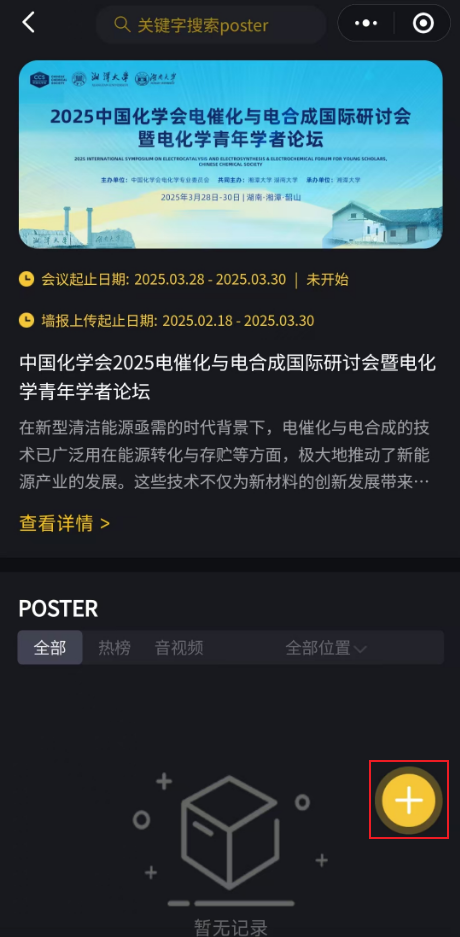 关键字搜索poster
湘潭大学
2025中国化学会电催化与电合成国际研讨会
暨电化学青年学者论坛
2025 INTERNATIONAL SYMPOSIUM ON ELECTROCATALYSIS AND ELECTROSYNTHESIS & ELECTROCHEMICAL FORUM FOR YOUNG SCHOLARS,
CHINESE CHEMICAL SOCIETY
主办单位：中国化学会电化学专业委员会 共同主办：湘潭大学 湖南大学 承办单位：湘潭大学
2025年3月28日-30日 | 湖南·湘潭·韶山
会议起止日期: 2025.03.28 - 2025.03.30 | 未开始
墙报上传起止日期: 2025.02.18 - 2025.03.30
中国化学会2025电催化与电合成国际研讨会暨电化
学青年学者论坛
在新型清洁能源亟需的时代背景下，电催化与电合成的技
术已广泛用在能源转化与存贮等方面，极大地推动了新能
源产业的发展。这些技术不仅为新材料的创新发展带来…
查看详情 >
POSTER
全部 热榜 音视频 全部位置
暂无记录